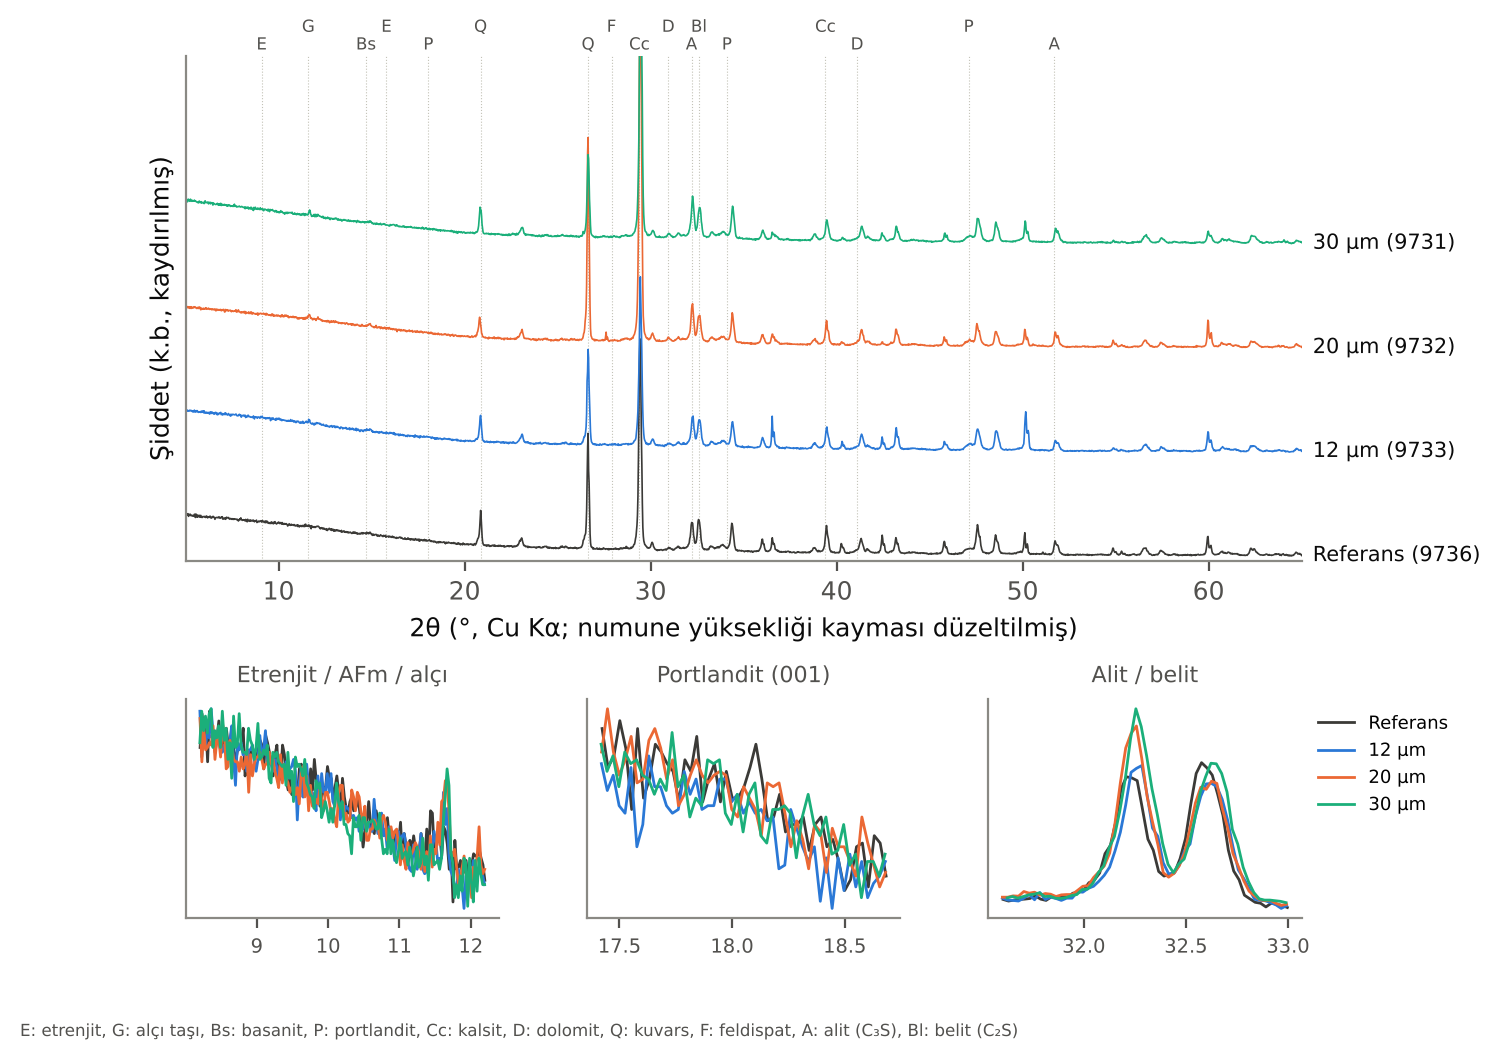 G E Q F D Bl Cc P
E Bs P Q Cc A P D A
Şiddet (k.b., kaydırılmış)
30 μm (9731)
20 μm (9732)
12 μm (9733)
Referans (9736)
10 20 30 40 50 60
2θ (°, Cu Kα; numune yüksekliği kayması düzeltilmiş)
Etrenjit / AFm / alçı
Portlandit (001)
Alit / belit
Referans
12 μm
20 μm
30 μm
9 10 11 12
17.5 18.0 18.5
32.0 32.5 33.0
E: etrenjit, G: alçı taşı, Bs: basanit, P: portlandit, Cc: kalsit, D: dolomit, Q: kuvars, F: feldispat, A: alit (C₃S), Bl: belit (C₂S)